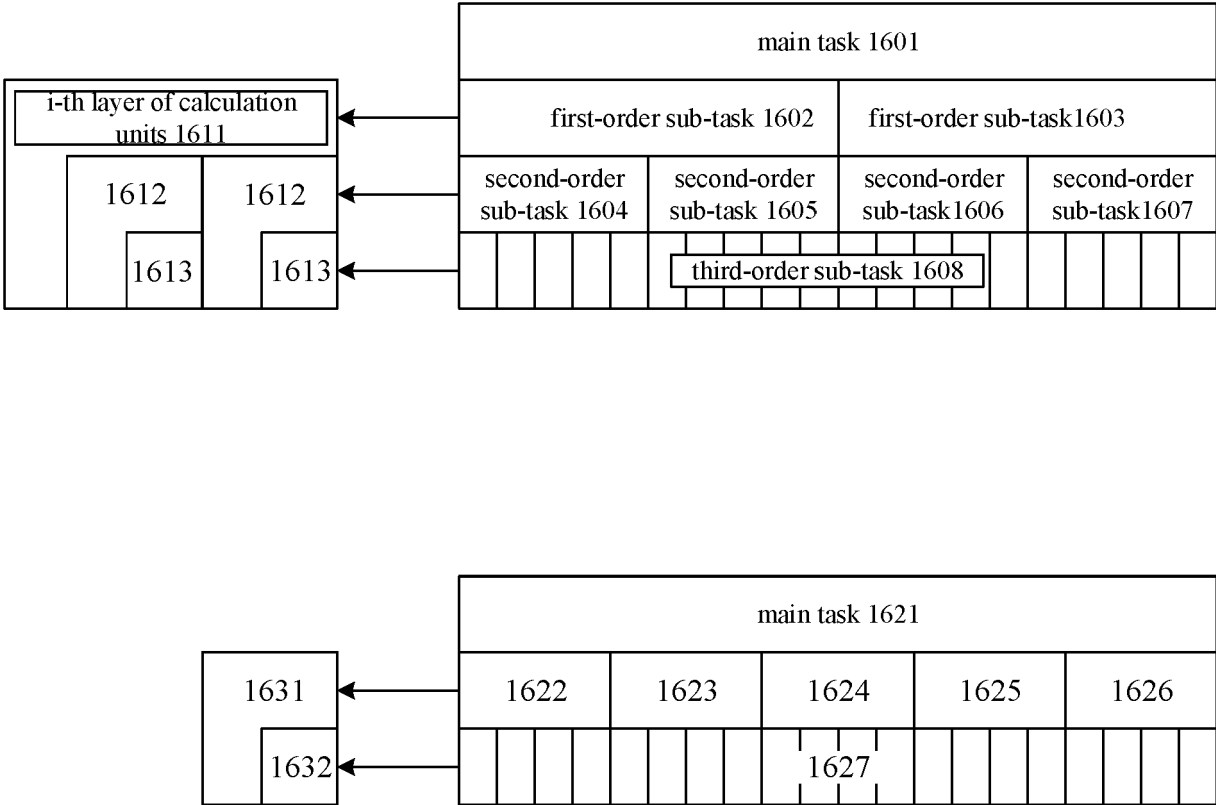 main task 1601
i-th layer of calculation
units 1611
first-order sub-task 1602
first-order sub-task1603
1612
1612
second-order
sub-task 1604
second-order
sub-task 1605
second-order
sub-task1606
second-order
sub-task1607
1613
1613
third-order sub-task 1608
main task 1621
1631
1622
1623
1624
1625
1626
1632
1627